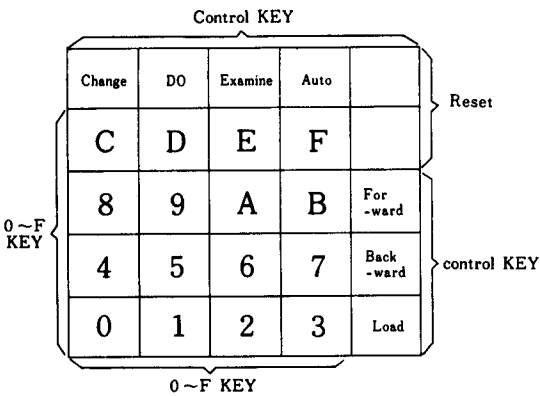 Control KEY
Change DO Examine Auto
Reset
C D E F
8 9 A B For
-ward
0~F
KEY
4 5 6 7 Back
-ward
control KEY
0 1 2 3 Load
0~F KEY